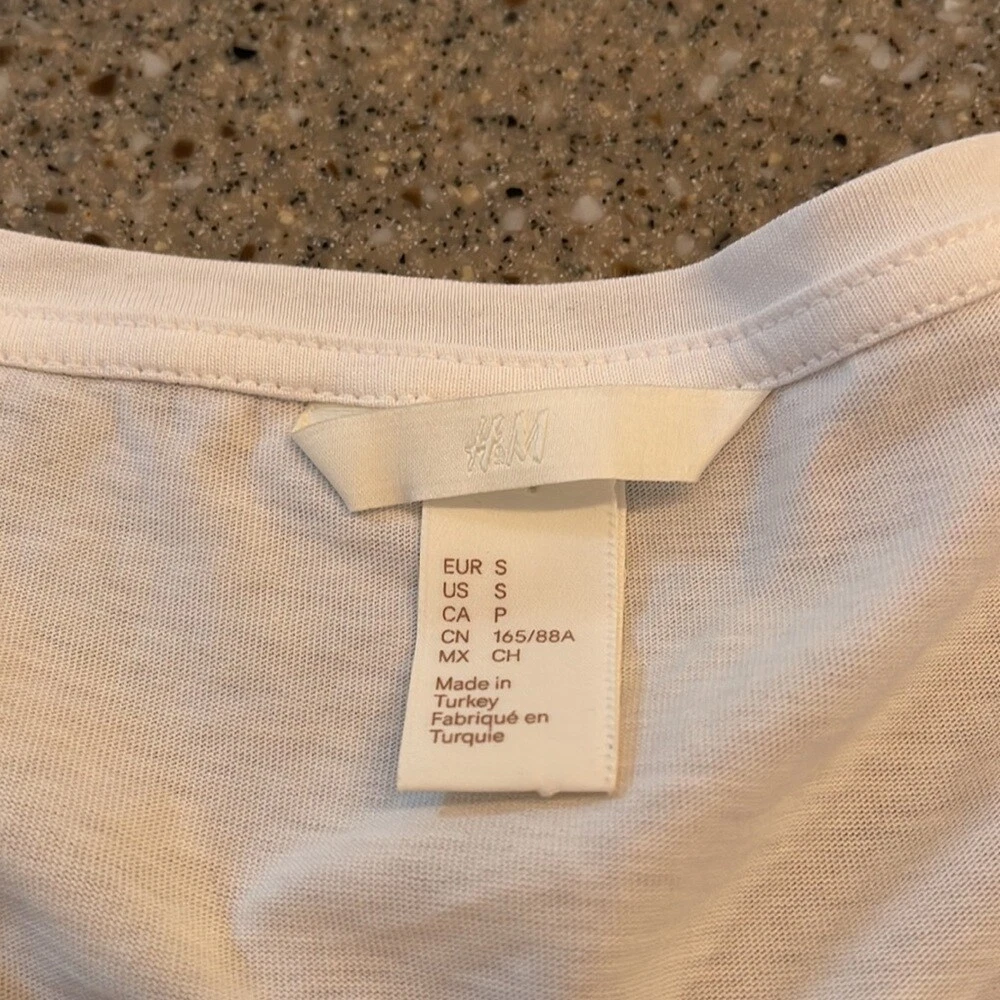 H&M
EUR S
US S
CA P
CN 165/88A
MX CH
Made in
Turkey
Fabriqué en
Turquie